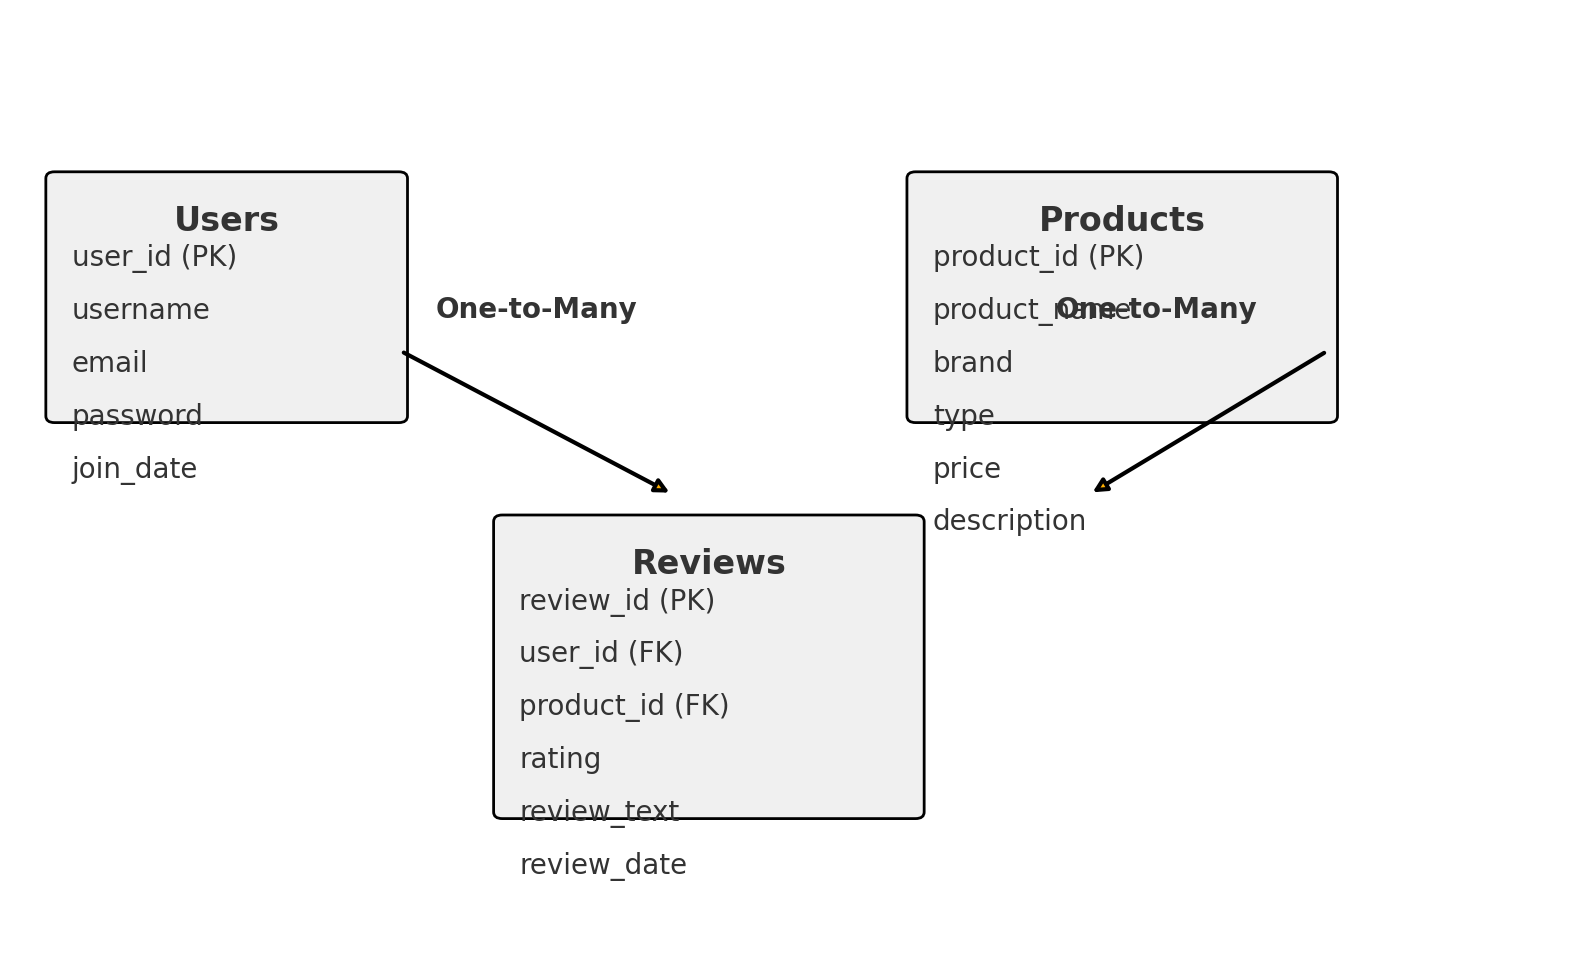 Users
user_id (PK)
username
email
password
join_date
One-to-Many
Products
product_id (PK)
product_name
One-to-Many
brand
type
price
description
Reviews
review_id (PK)
user_id (FK)
product_id (FK)
rating
review_text
review_date